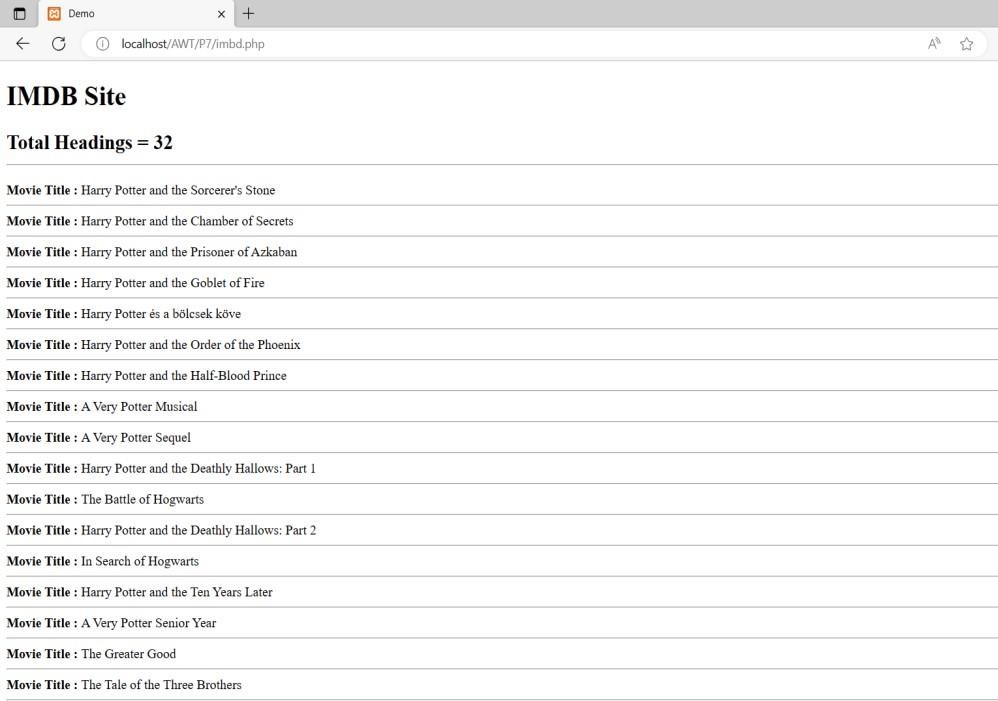 Demo
localhost/AWT/P7/imbd.php
IMDB Site
Total Headings = 32
Movie Title : Harry Potter and the Sorcerer's Stone
Movie Title : Harry Potter and the Chamber of Secrets
Movie Title : Harry Potter and the Prisoner of Azkaban
Movie Title : Harry Potter and the Goblet of Fire
Movie Title : Harry Potter és a bölcsek köve
Movie Title : Harry Potter and the Order of the Phoenix
Movie Title : Harry Potter and the Half-Blood Prince
Movie Title : A Very Potter Musical
Movie Title : A Very Potter Sequel
Movie Title : Harry Potter and the Deathly Hallows: Part 1
Movie Title : The Battle of Hogwarts
Movie Title : Harry Potter and the Deathly Hallows: Part 2
Movie Title : In Search of Hogwarts
Movie Title : Harry Potter and the Ten Years Later
Movie Title : A Very Potter Senior Year
Movie Title : The Greater Good
Movie Title : The Tale of the Three Brothers